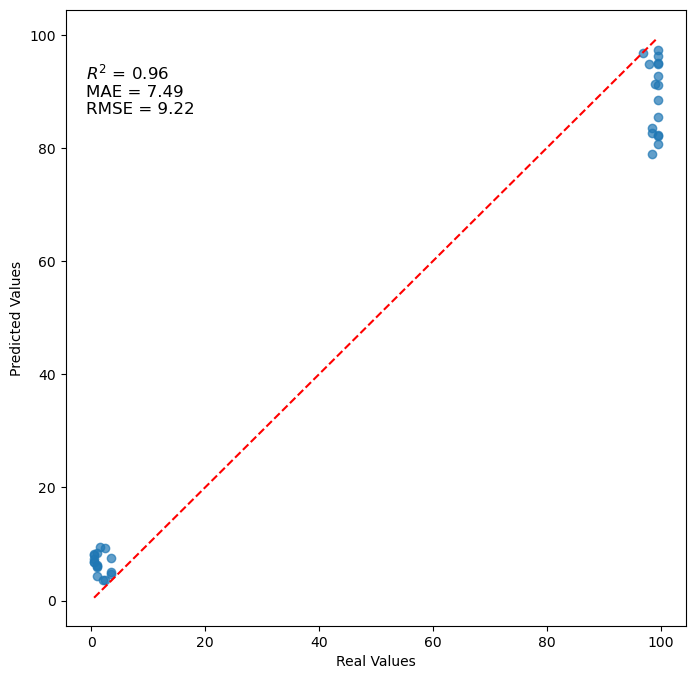 R² = 0.96
MAE = 7.49
RMSE = 9.22
100
80
60
40
20
0
Predicted Values
0 20 40 60 80 100
Real Values